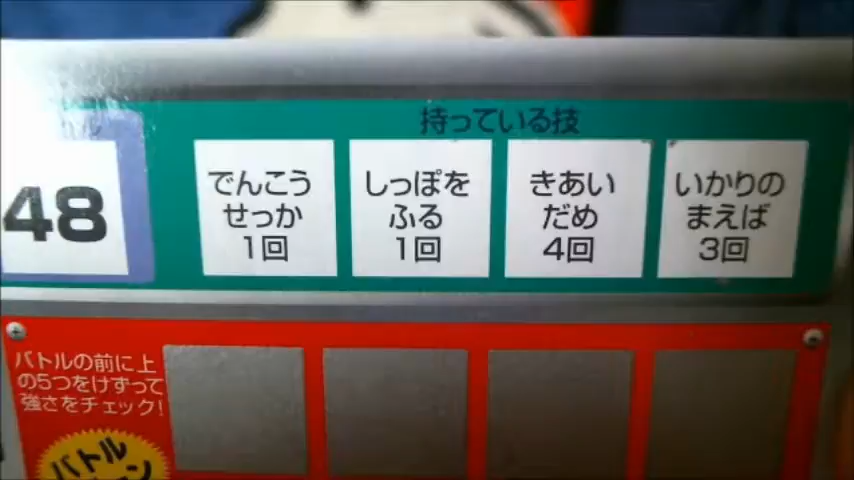 持っている技
48
でんこう
せっか
1回
しっぽを
ふる
1回
きあい
だめ
4回
いかりの
まえば
3回
バトルの前に上
の5つをけずって
強さをチェック!
バトル